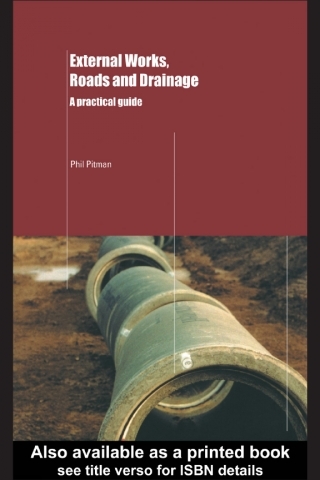 External Works,
Roads and Drainage
A practical guide
Phil Pitman
Also available as a printed book
see title verso for ISBN details